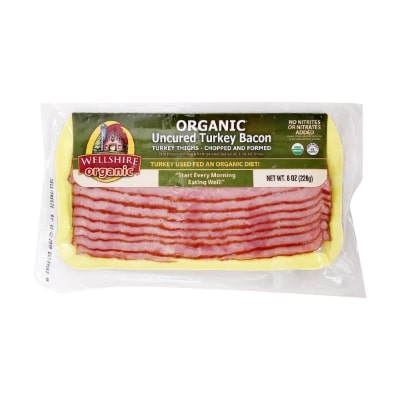 ORGANIC
Uncured Turkey Bacon
TURKEY THIGHS - CHOPPED AND FORMED
NO NITRITES
OR NITRATES
ADDED
WELLSHIRE
organic
TURKEY USED FED AN ORGANIC DIET!
"Start Every Morning
Eating Well!"
NET WT. 8 OZ (226g)